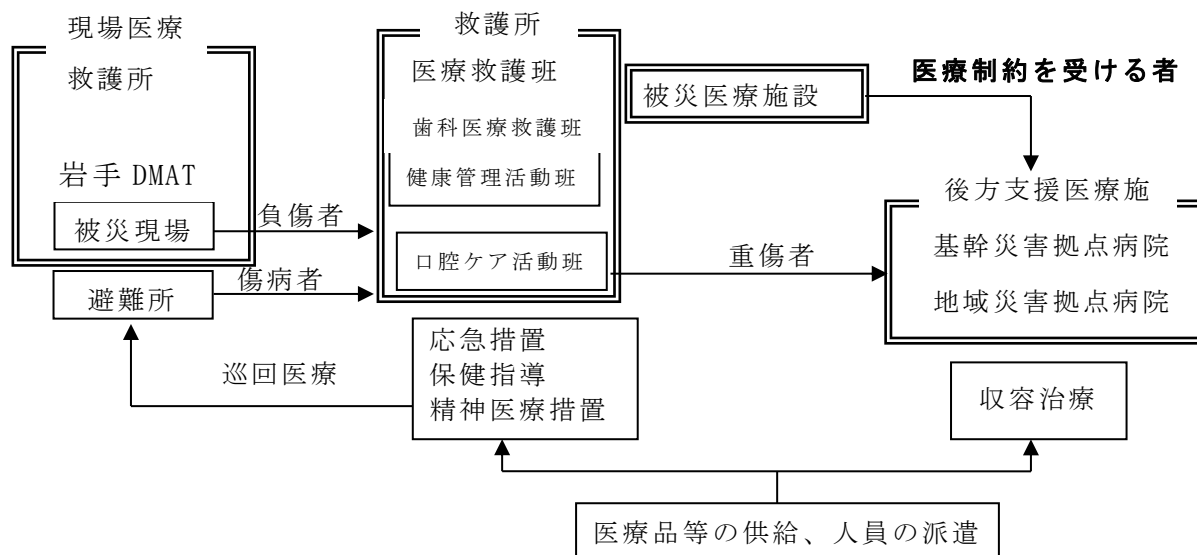 現場医療
救護所
岩手 DMAT
被災現場
避難所
負傷者
傷病者
救護所
医療救護班
歯科医療救護班
健康管理活動班
口腔ケア活動班
被災医療施設
医療制約を受ける者
重傷者
後方支援医療施
基幹災害拠点病院
地域災害拠点病院
巡回医療
応急措置
保健指導
精神医療措置
収容治療
医療品等の供給、人員の派遣